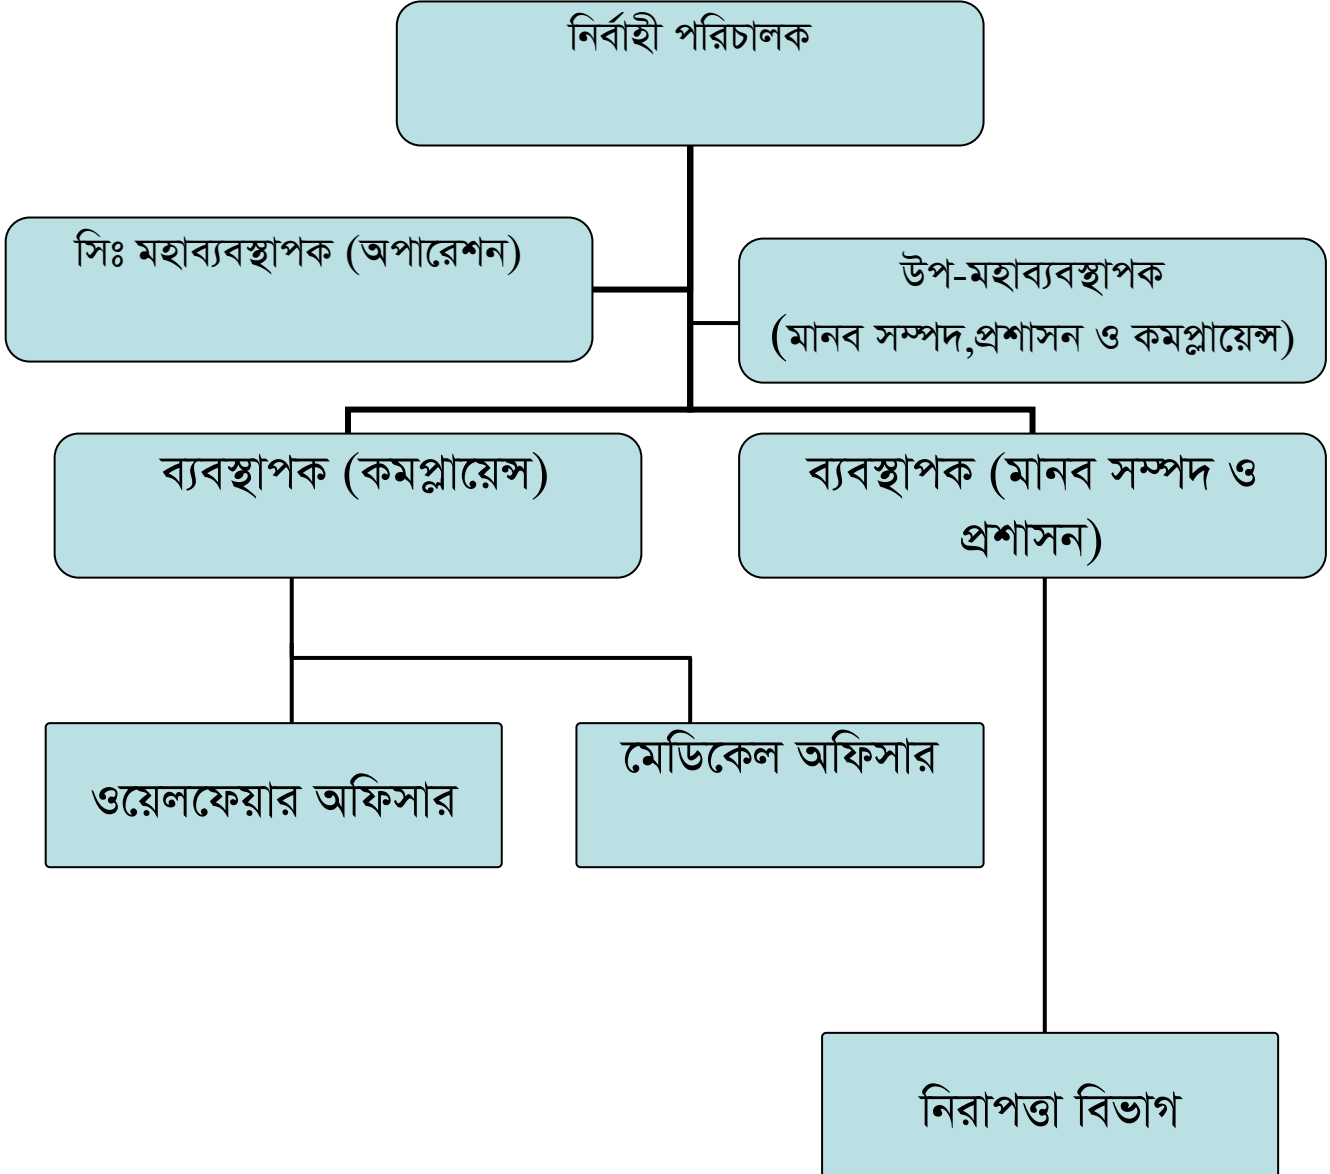 নির্বাহী পরিচালক
সিঃ মহাব্যবস্থাপক (অপারেশন)
উপ-মহাব্যবস্থাপক
(মানব সম্পদ,প্রশাসন ও কমপ্লায়েন্স)
ব্যবস্থাপক (কমপ্লায়েন্স)
ব্যবস্থাপক (মানব সম্পদ ও
প্রশাসন)
ওয়েলফেয়ার অফিসার
মেডিকেল অফিসার
নিরাপত্তা বিভাগ